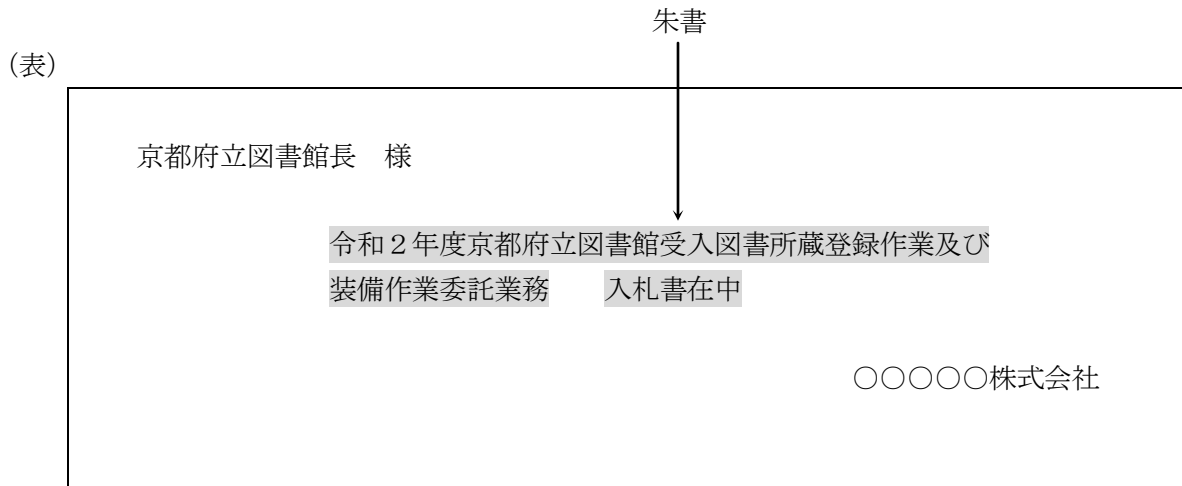 朱書
（表）
京都府立図書館長　様
令和２年度京都府立図書館受入図書所蔵登録作業及び
装備作業委託業務　　入札書在中
○○○○○株式会社